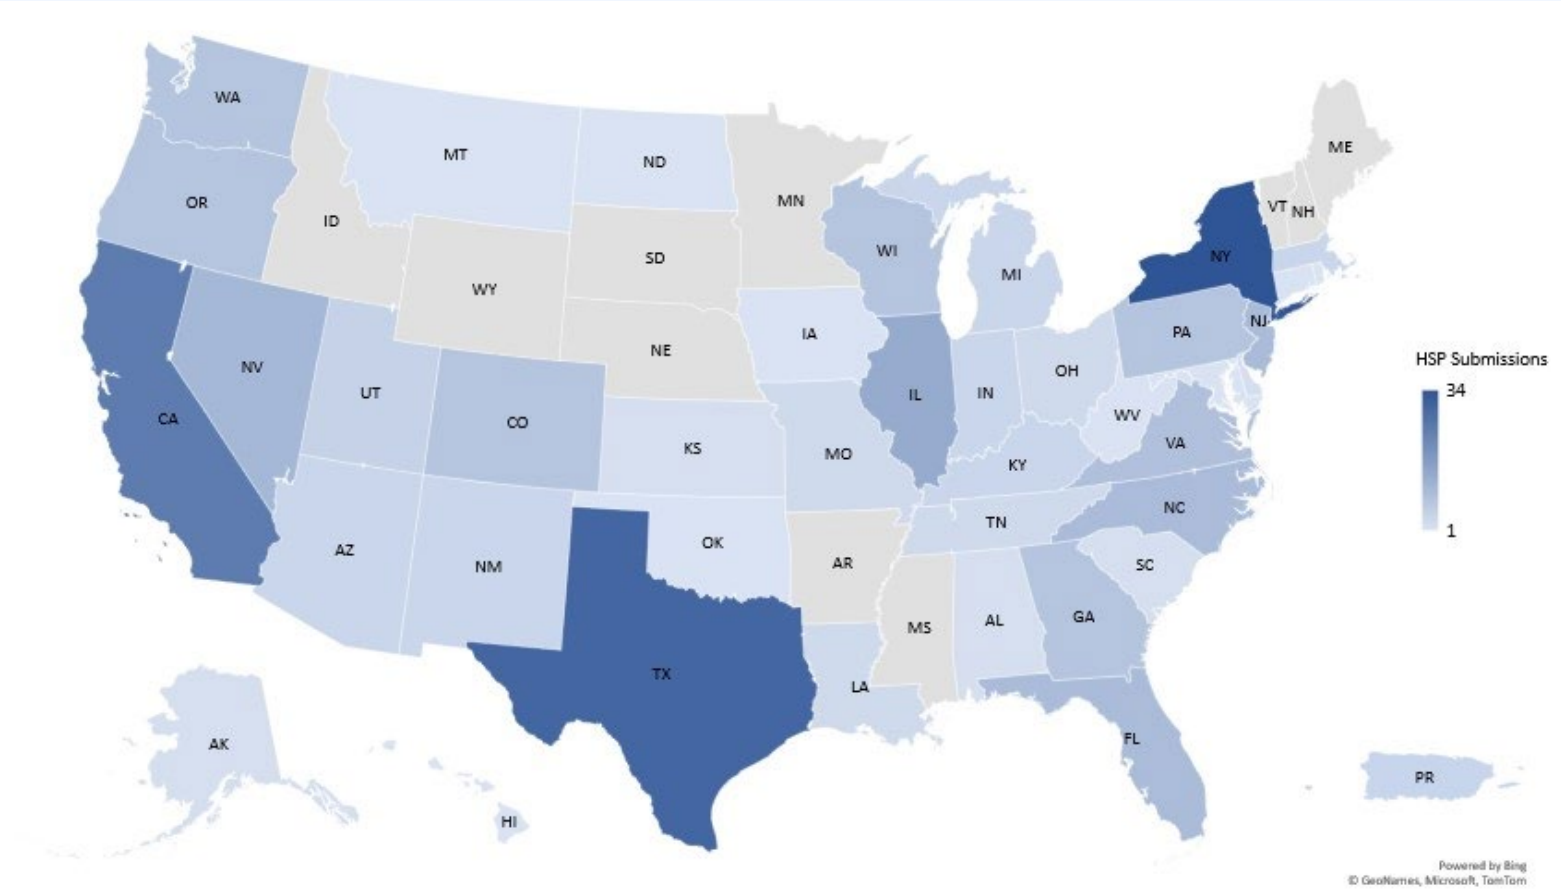 WA
MT
ND
MN
ME
OR
ID
VT
NH
WI
NY
SD
MI
WY
IA
PA
NJ
NE
HSP Submissions
34
NV
UT
OH
IL
IN
CA
CO
WV
KS
MO
VA
KY
NC
TN
1
AZ
OK
NM
AR
SC
AL
GA
MS
TX
LA
FL
AK
PR
HI
Powered by Bing
© GeoNames, Microsoft, TomTom